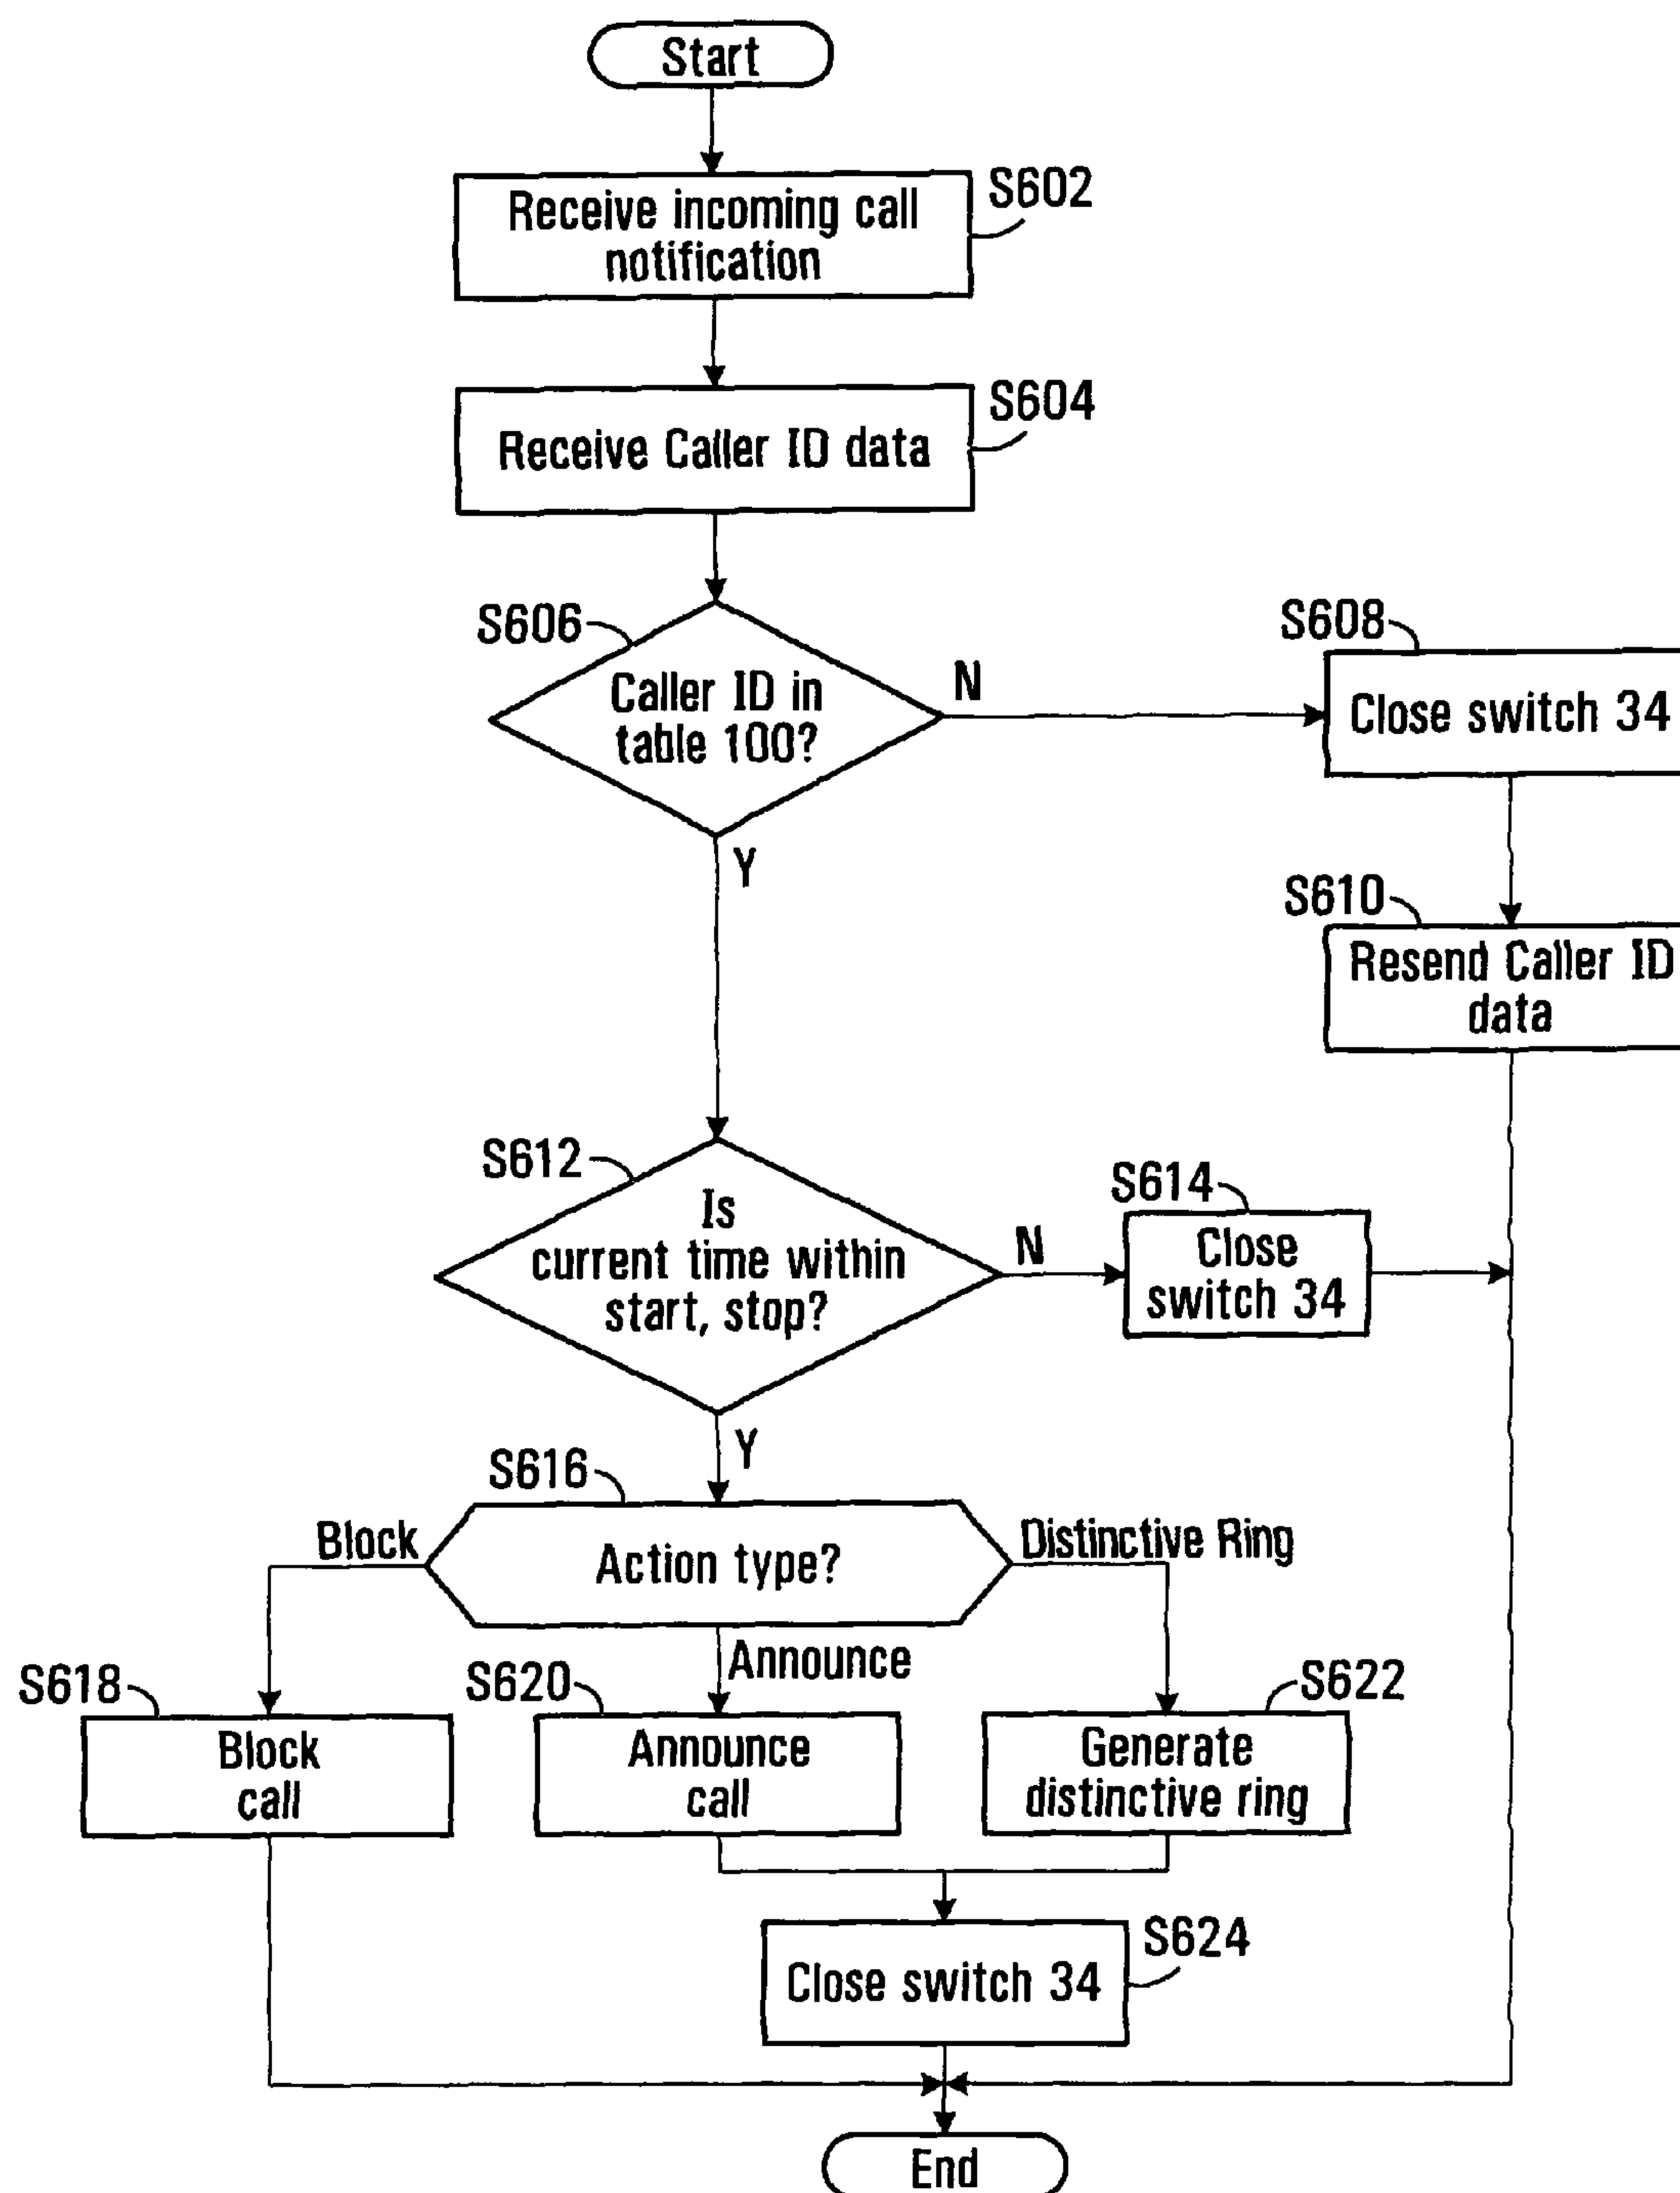 Start
Receive incoming call
notification
S602
Receive Caller ID data
S604
S606
Caller ID in
table 100?
N
Y
S608
Close switch 34
S610
Resend Caller ID
data
S612
Is
current time within
start, stop?
N
Y
S614
Close
switch 34
S616
Action type?
Block
Announce
Distinctive Ring
S618
Block
call
S620
Announce
call
S622
Generate
distinctive ring
S624
Close switch 34
End